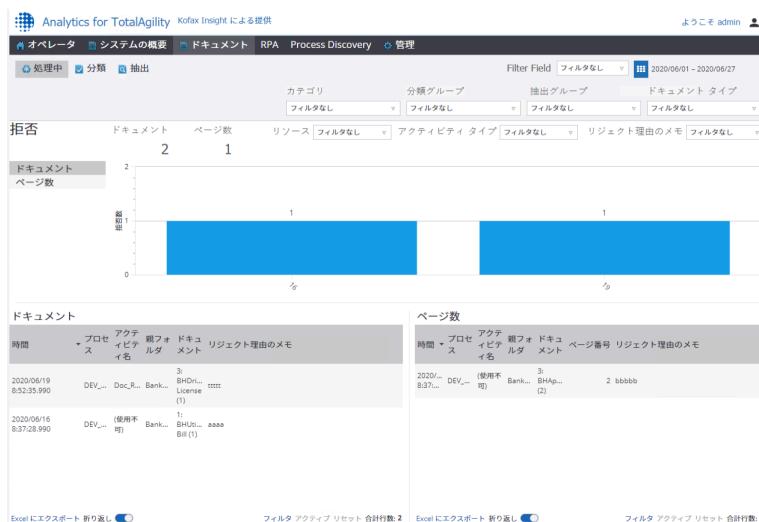 Analytics for TotalAgility Kofax Insight による提供 ようこそ admin
オペレータ システムの概要 ドキュメント RPA Process Discovery 管理
処理中 分類 抽出 Filter Field フィルタなし 2020/06/01 – 2020/06/27
カテゴリ 分類グループ 抽出グループ ドキュメント タイプ
フィルタなし フィルタなし フィルタなし フィルタなし
拒否 ドキュメント ページ数 リソース フィルタなし アクティビティ タイプ フィルタなし リジェクト理由のメモ フィルタなし
2 1
ドキュメント
ページ数
2
1
0
拒否数
1 1
16 19
ドキュメント
時間 プロセス アクティビティ名 親フォルダ ドキュメント リジェクト理由のメモ
2020/06/19 8:52:35.990 DEV_... Doc_R... Bank... 3: BHDri... License (1) ttttt
2020/06/16 8:37:28.990 DEV_... (使用不可) Bank... 1: BHUti... Bill (1) aaaa
Excel にエクスポート 折り返し フィルタ アクティブ リセット 合計行数: 2
ページ数
時間 プロセス アクティビティ名 親フォルダ ドキュメント ページ番号 リジェクト理由のメモ
2020/... 8:37:... DEV_... (使用不可) Bank... 3: BHAp... (2) 2 bbbbb
Excel にエクスポート 折り返し フィルタ アクティブ リセット 合計行数: